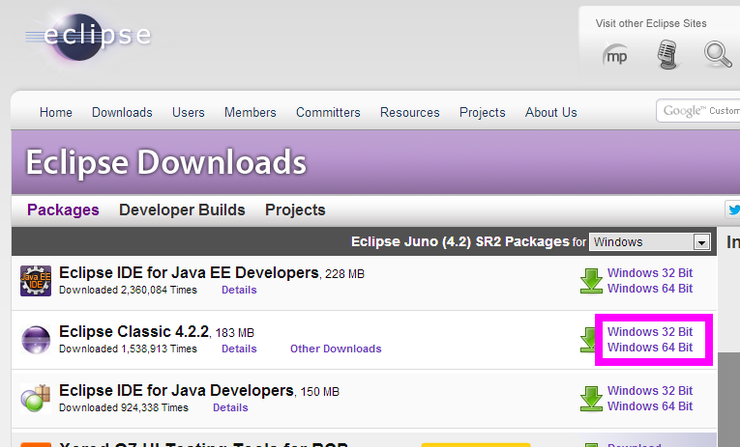 eclipse
Visit other Eclipse Sites
mp
Home Downloads Users Members Committers Resources Projects About Us
Google™ Custom
Eclipse Downloads
Packages Developer Builds Projects
In
Eclipse Juno (4.2) SR2 Packages for Windows
Java EE IDE
Eclipse IDE for Java EE Developers, 228 MB
Windows 32 Bit
Downloaded 2,360,084 Times Details
Windows 64 Bit
Eclipse Classic 4.2.2, 183 MB
Windows 32 Bit
Downloaded 1,538,913 Times Details Other Downloads
Windows 64 Bit
Eclipse IDE for Java Developers, 150 MB
Windows 32 Bit
Downloaded 924,338 Times Details
Windows 64 Bit